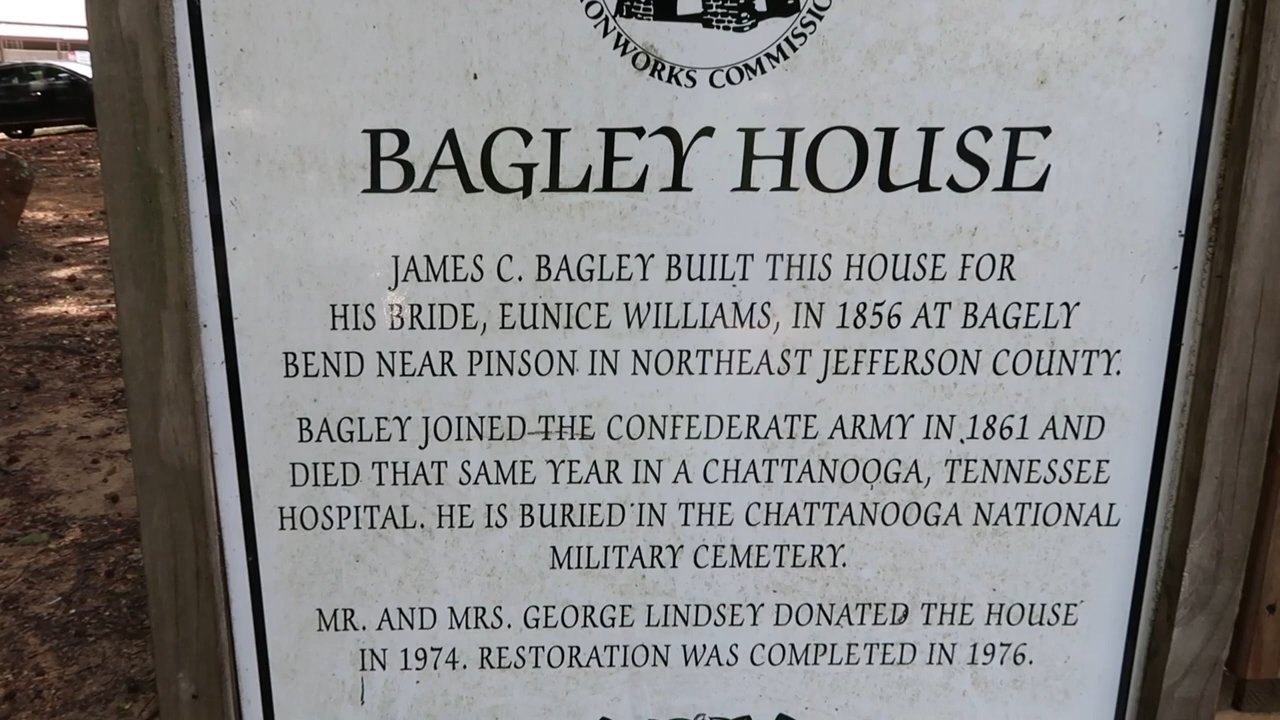 IRONWORKS COMMISSION
BAGLEY HOUSE
JAMES C. BAGLEY BUILT THIS HOUSE FOR
HIS BRIDE, EUNICE WILLIAMS, IN 1856 AT BAGELY
BEND NEAR PINSON IN NORTHEAST JEFFERSON COUNTY.
BAGLEY JOINED THE CONFEDERATE ARMY IN 1861 AND
DIED THAT SAME YEAR IN A CHATTANOOGA, TENNESSEE
HOSPITAL. HE IS BURIED IN THE CHATTANOOGA NATIONAL
MILITARY CEMETERY.
MR. AND MRS. GEORGE LINDSEY DONATED THE HOUSE
IN 1974. RESTORATION WAS COMPLETED IN 1976.